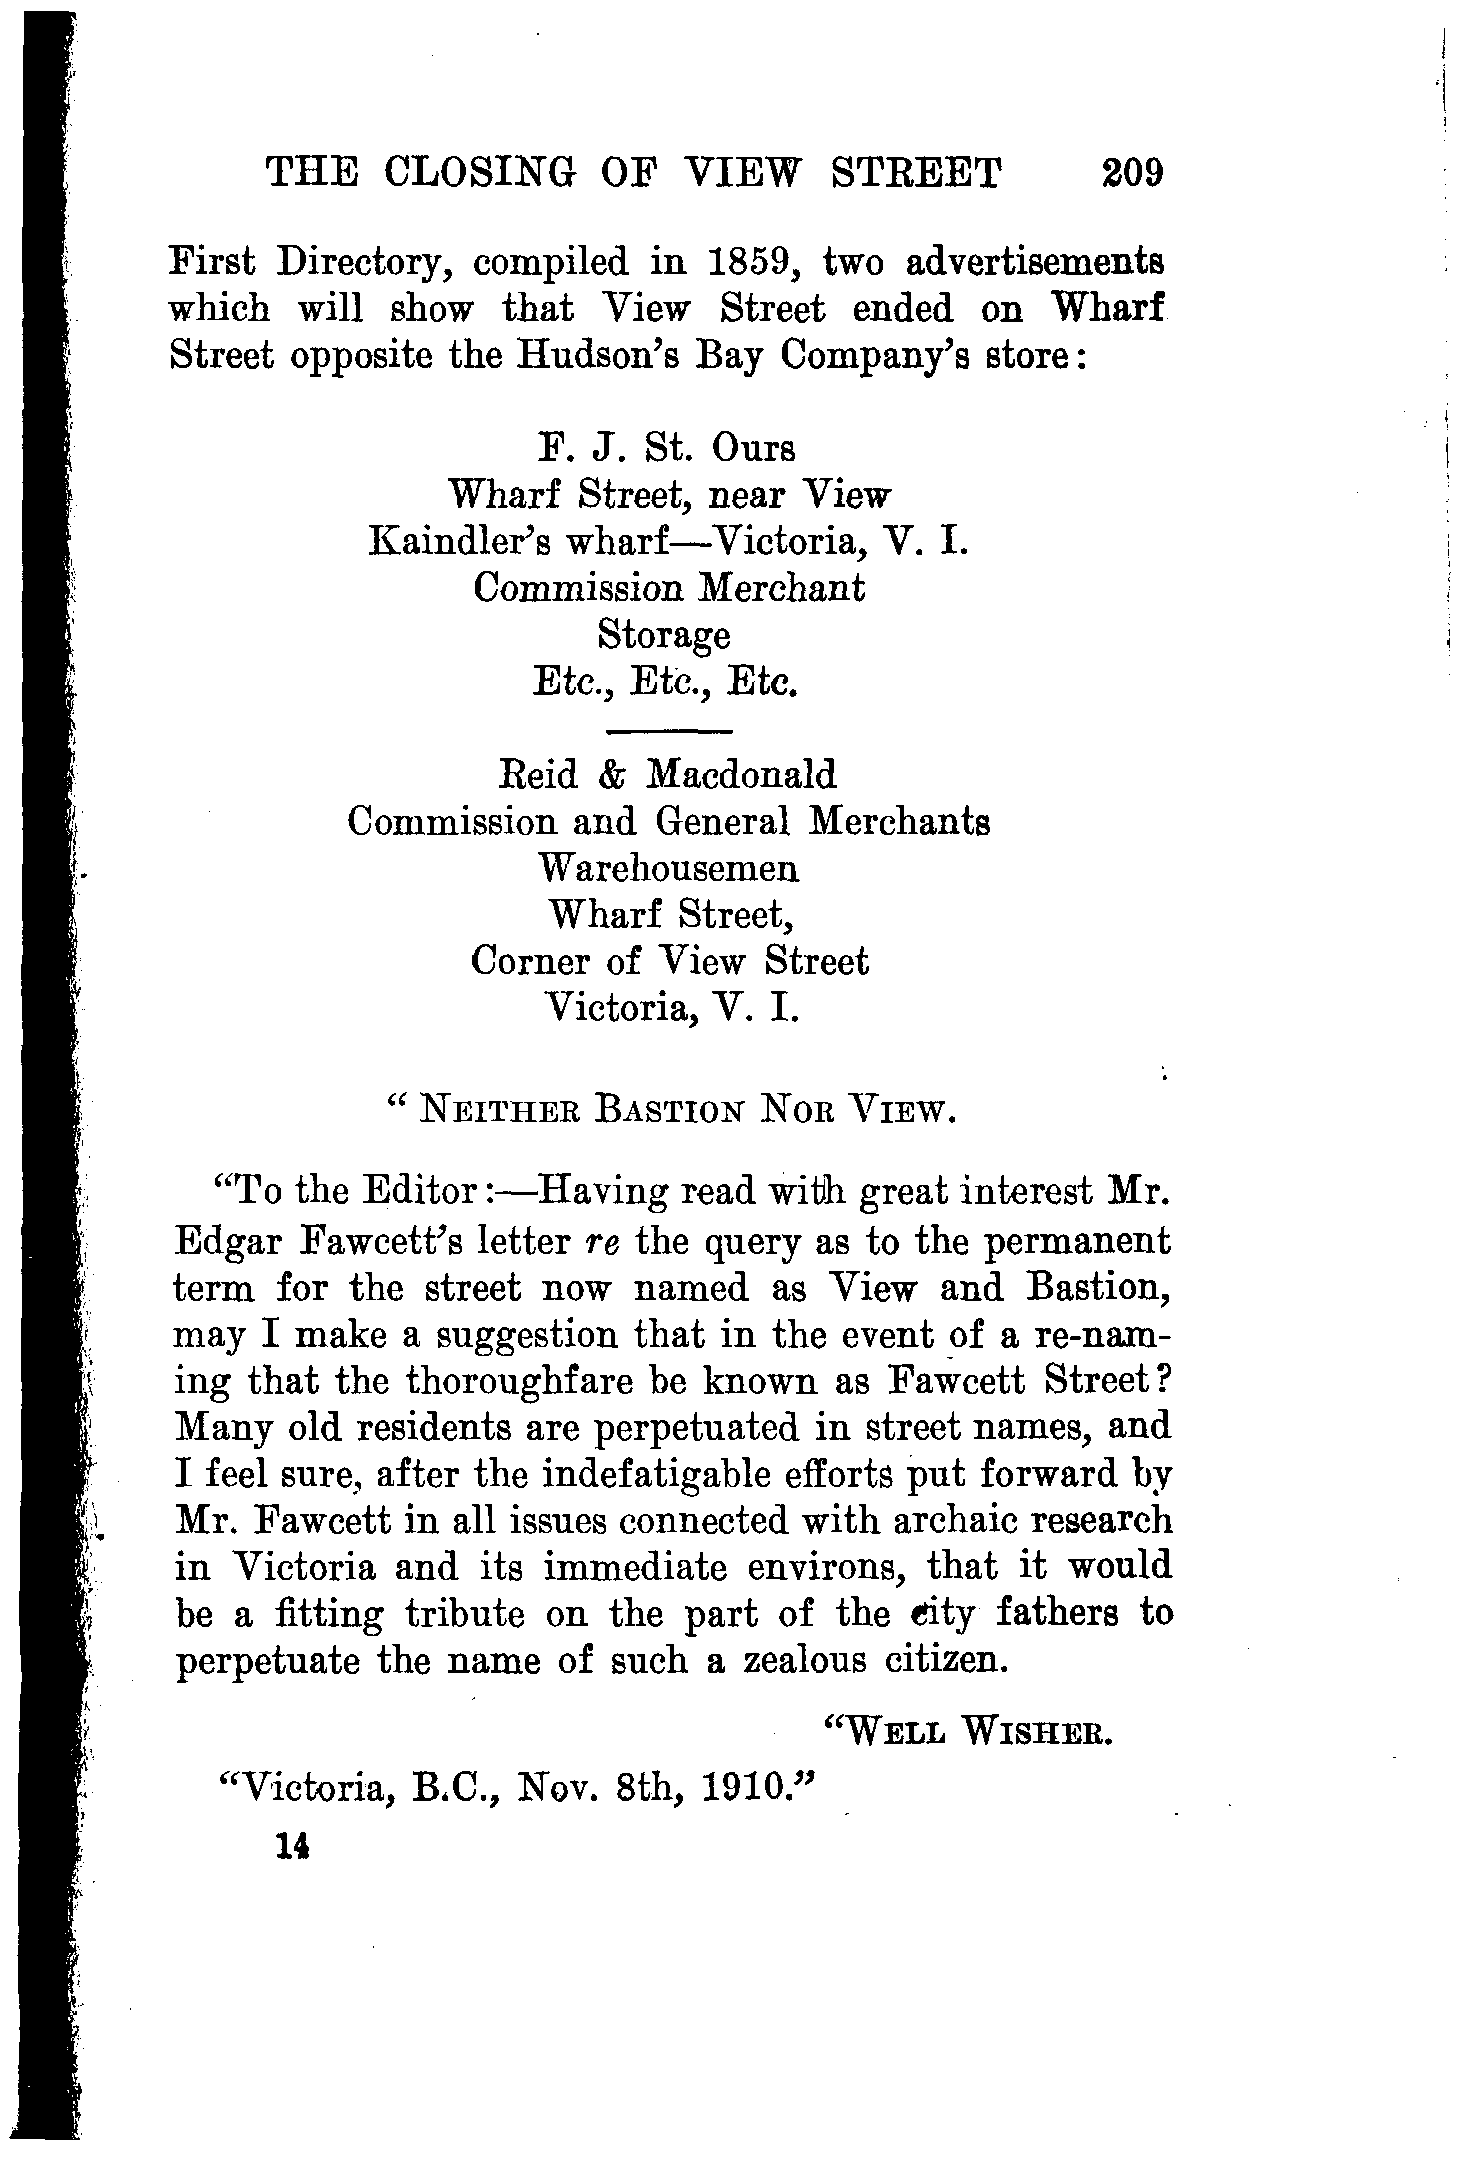 THE CLOSING OF VIEW STREET 209
First Directory, compiled in 1859, two advertisements
which will show that View Street ended on Wharf
Street opposite the Hudson's Bay Company's store:
F. J. St. Ours
Wharf Street, near View
Kaindler's wharf—Victoria, V. I.
Commission Merchant
Storage
Etc., Etc., Etc.
Reid & Macdonald
Commission and General Merchants
Warehousemen
Wharf Street,
Corner of View Street
Victoria, V. I.
" NEITHER BASTION NOR VIEW.
"To the Editor:—Having read with great interest Mr.
Edgar Fawcett's letter re the query as to the permanent
term for the street now named as View and Bastion,
may I make a suggestion that in the event of a re-nam-
ing that the thoroughfare be known as Fawcett Street?
Many old residents are perpetuated in street names, and
I feel sure, after the indefatigable efforts put forward by
Mr. Fawcett in all issues connected with archaic research
in Victoria and its immediate environs, that it would
be a fitting tribute on the part of the city fathers to
perpetuate the name of such a zealous citizen.
"WELL WISHER.
"Victoria, B.C., Nov. 8th, 1910."
14